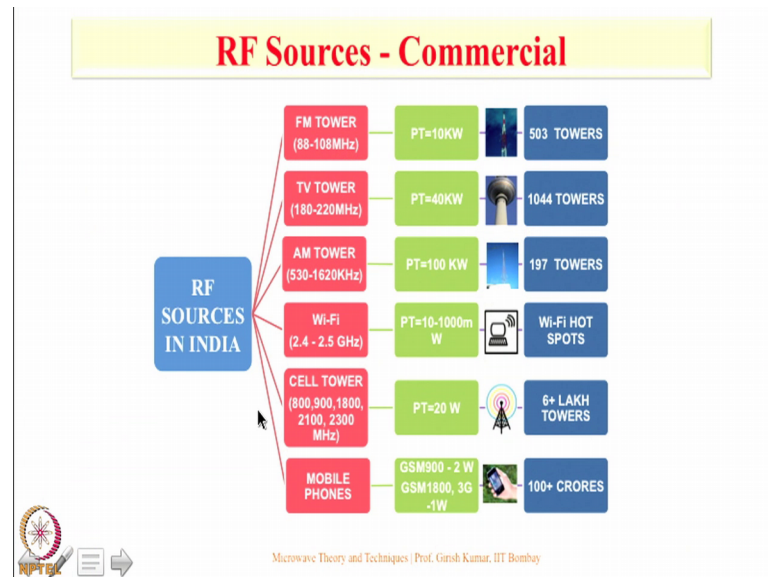 RF Sources - Commercial
RF
SOURCES
IN INDIA
FM TOWER
(88-108MHz)
PT=10KW
503 TOWERS
TV TOWER
(180-220MHz)
PT=40KW
1044 TOWERS
AM TOWER
(530-1620KHz)
PT=100 KW
197 TOWERS
Wi-Fi
(2.4 - 2.5 GHz)
PT=10-1000m
W
Wi-Fi HOT
SPOTS
CELL TOWER
(800,900,1800,
2100, 2300
MHz)
PT=20 W
6+ LAKH
TOWERS
MOBILE
PHONES
GSM900 - 2 W
GSM1800, 3G
-1W
100+ CRORES
NPTEL
Microwave Theory and Techniques | Prof. Girish Kumar, IIT Bombay